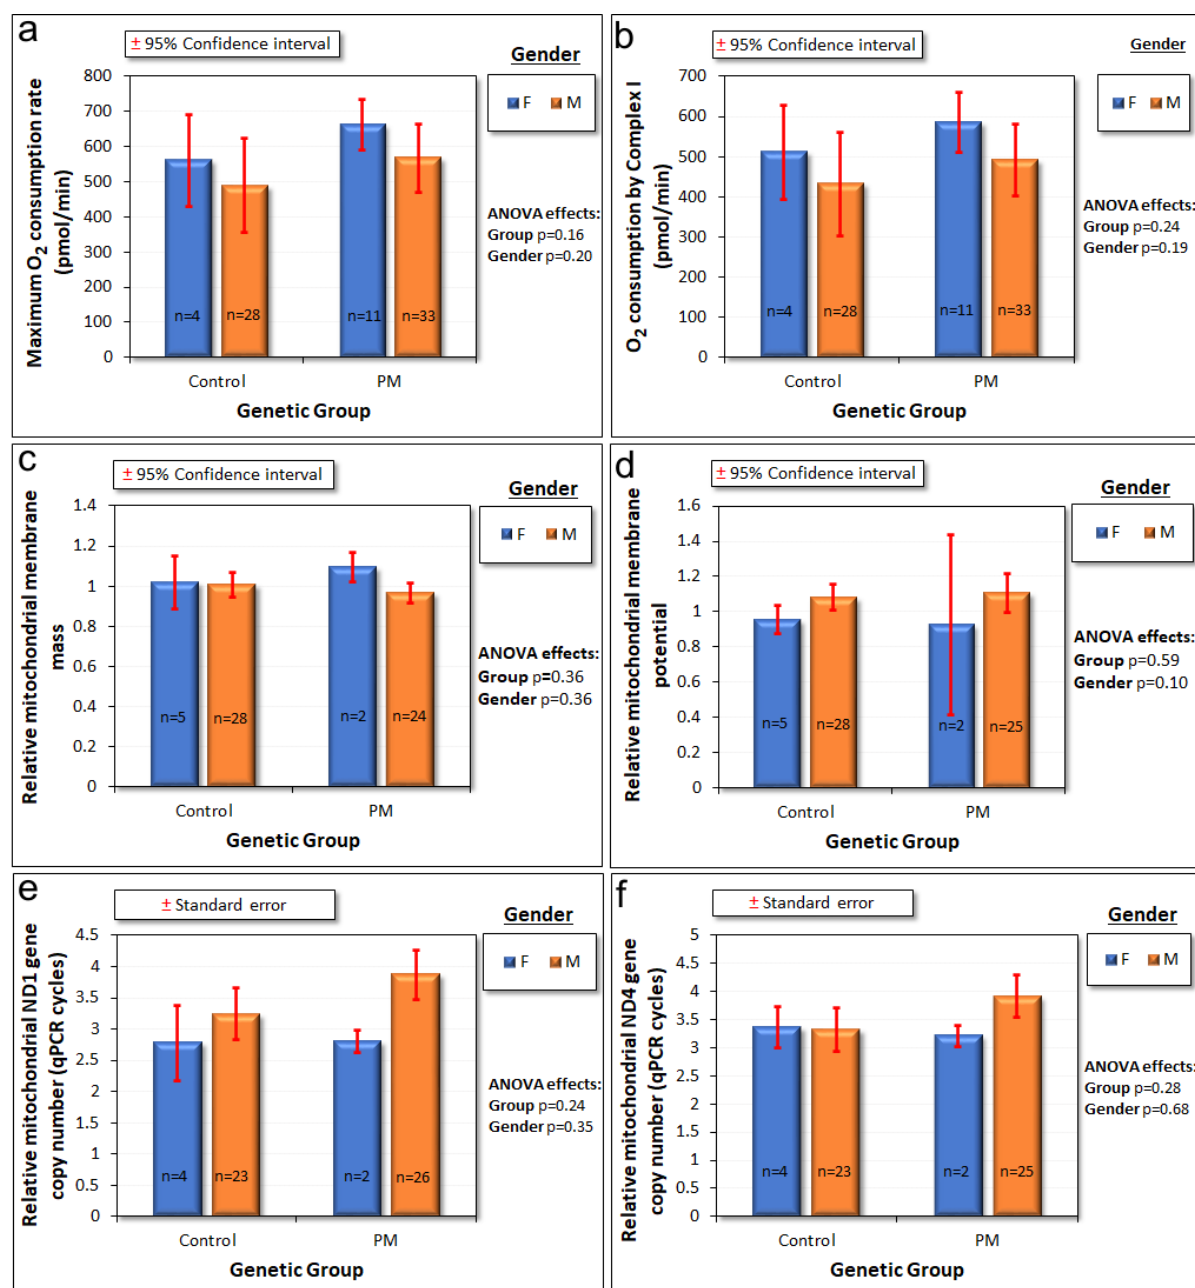 a
± 95% Confidence interval
Gender
F M
Maximum O₂ consumption rate
(pmol/min)
800
700
600
500
400
300
200
100
0
n=4
n=28
n=11
n=33
Control
PM
Genetic Group
ANOVA effects:
Group p=0.16
Gender p=0.20
b
± 95% Confidence interval
Gender
F M
O₂ consumption by Complex I
(pmol/min)
700
600
500
400
300
200
100
0
n=4
n=28
n=11
n=33
Control
PM
Genetic Group
ANOVA effects:
Group p=0.24
Gender p=0.19
c
± 95% Confidence interval
Gender
F M
Relative mitochondrial membrane
mass
1.4
1.2
1
0.8
0.6
0.4
0.2
0
n=5
n=28
n=2
n=24
Control
PM
Genetic Group
ANOVA effects:
Group p=0.36
Gender p=0.36
d
± 95% Confidence interval
Gender
F M
Relative mitochondrial membrane
potential
1.6
1.4
1.2
1
0.8
0.6
0.4
0.2
0
n=5
n=28
n=2
n=25
Control
PM
Genetic Group
ANOVA effects:
Group p=0.59
Gender p=0.10
e
± Standard error
Gender
F M
Relative mitochondrial ND1 gene
copy number (qPCR cycles)
4.5
4
3.5
3
2.5
2
1.5
1
0.5
0
n=4
n=23
n=2
n=26
Control
PM
Genetic Group
ANOVA effects:
Group p=0.24
Gender p=0.35
f
± Standard error
Gender
F M
Relative mitochondrial ND4 gene
copy number (qPCR cycles)
5
4.5
4
3.5
3
2.5
2
1.5
1
0.5
0
n=4
n=23
n=2
n=25
Control
PM
Genetic Group
ANOVA effects:
Group p=0.28
Gender p=0.68